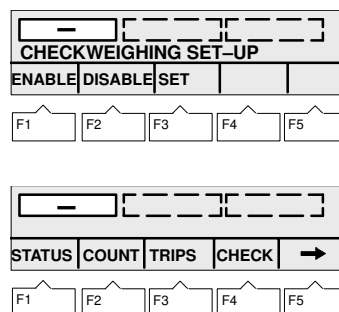 CHECKWEIGHING SET–UP
ENABLE DISABLE SET
F1 F2 F3 F4 F5
STATUS COUNT TRIPS CHECK →
F1 F2 F3 F4 F5